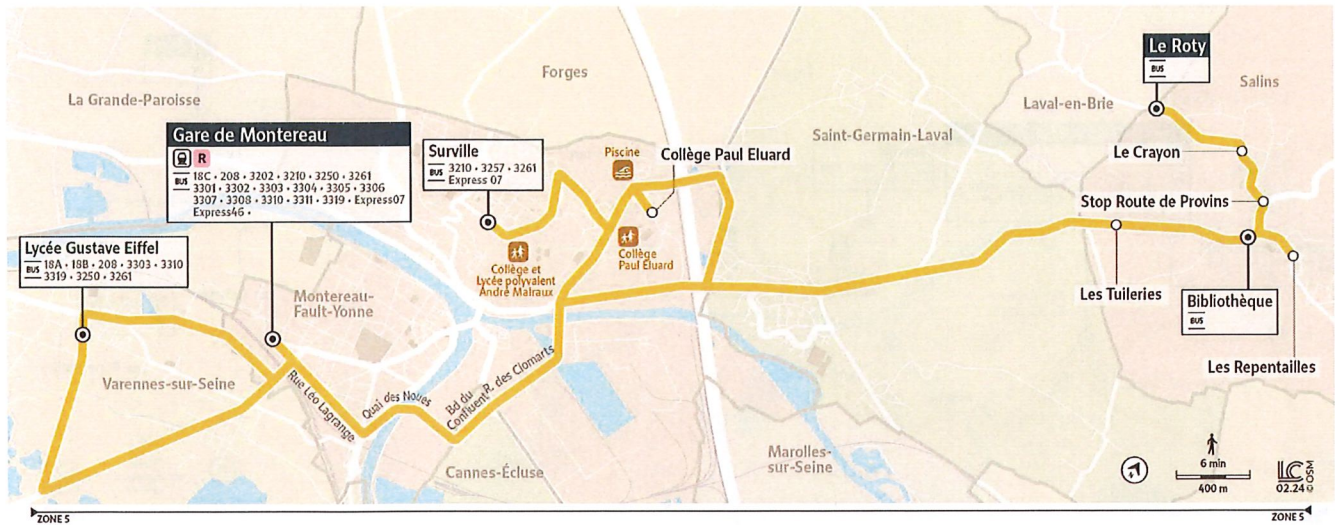 La Grande-Paroisse
Forges
Le Roty
BUS
Salins
Laval-en-Brie
Gare de Montereau
R
BUS 18C • 208 • 3202 • 3210 • 3250 • 3261
3301 • 3302 • 3303 • 3304 • 3305 • 3306
3307 • 3308 • 3310 • 3311 • 3319 • Express07
Express46 •
Surville
BUS 3210 • 3257 • 3261
Express 07
Piscine
Collège Paul Eluard
Saint-Germain-Laval
Le Crayon
Stop Route de Provins
Lycée Gustave Eiffel
BUS 18A • 18B • 208 • 3303 • 3310
3319 • 3250 • 3261
Collège et
Lycée polyvalent
André Malraux
Collège
Paul Eluard
Montereau-
Fault-Yonne
Les Tuileries
Bibliothèque
BUS
Les Repentailles
Varennes-sur-Seine
Rue Léo Lagrange
Quai des Noues
Bd du
Confluent
R. des Clomarts
Cannes-Écluse
Marolles-
sur-Seine
6 min
400 m
LC
02.24
© OSM
ZONE 5
ZONE 5